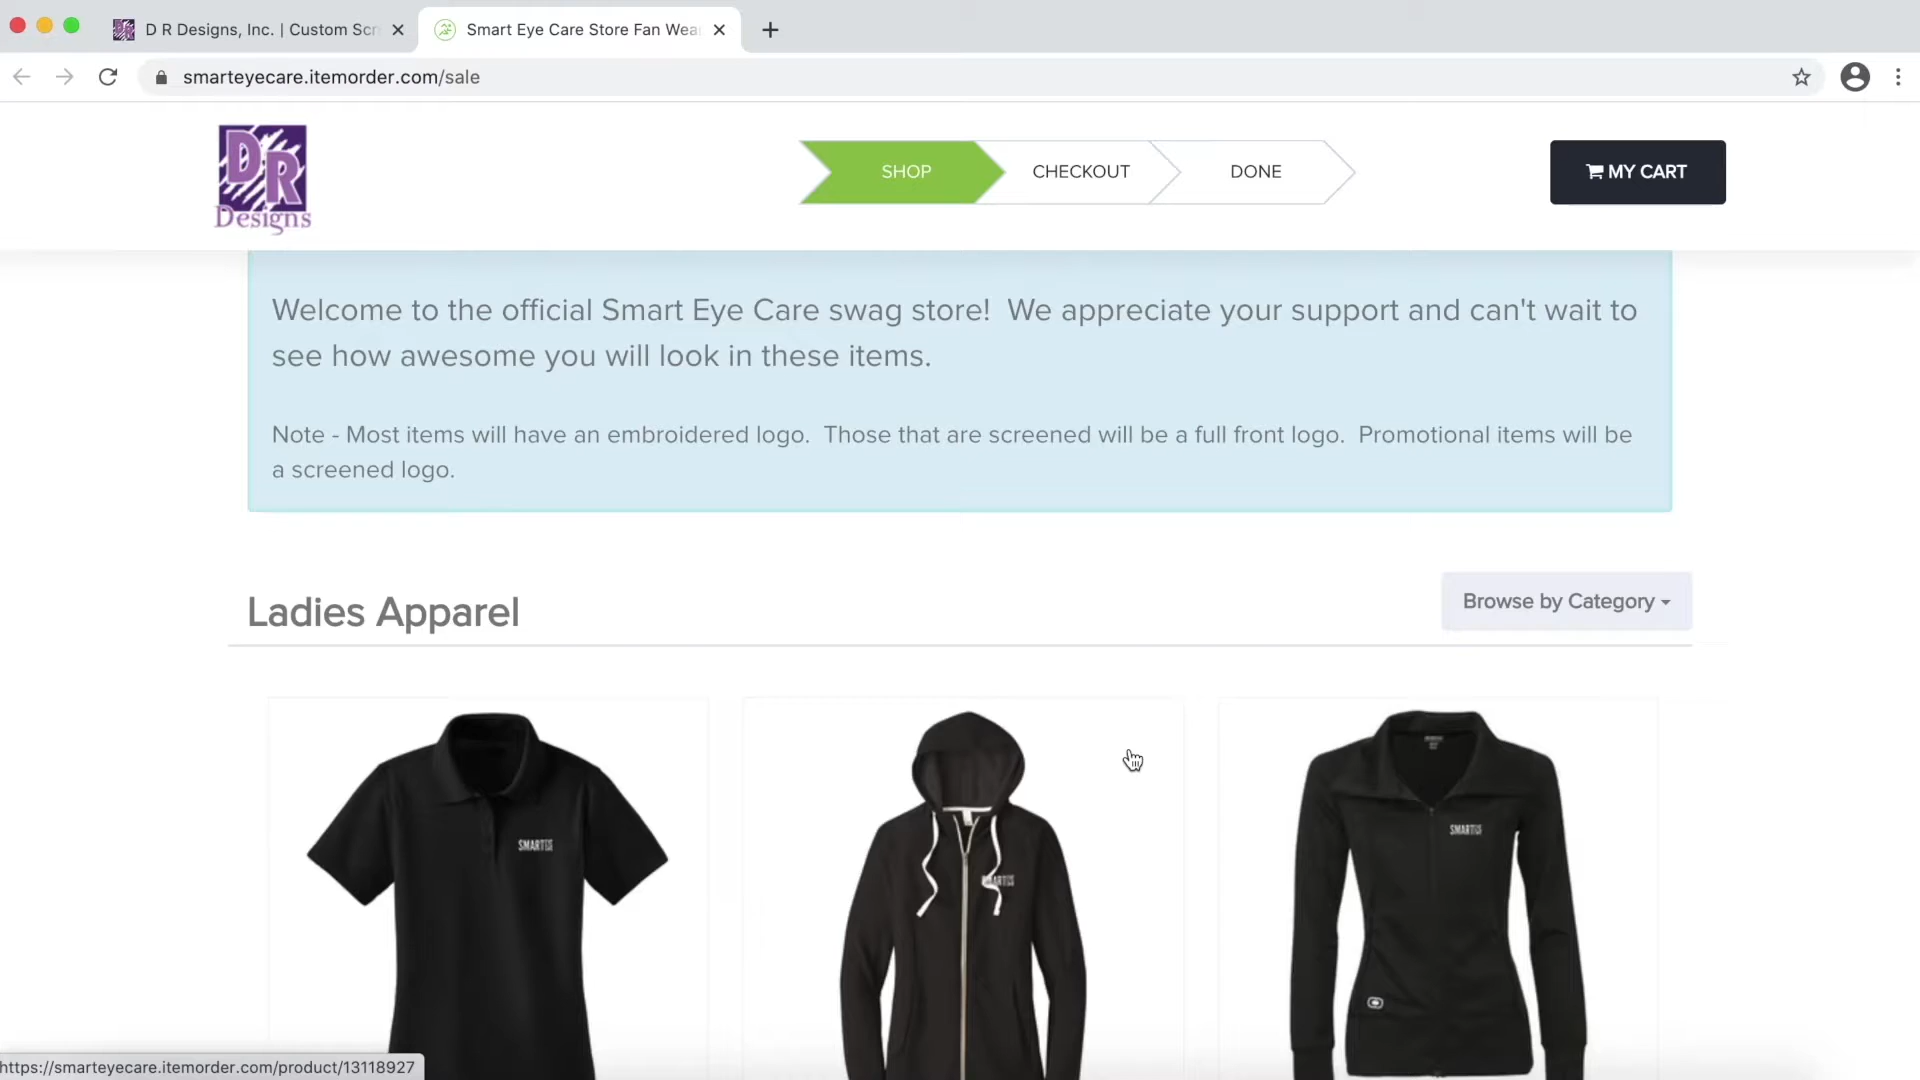 D R Designs, Inc. | Custom Scr
Smart Eye Care Store Fan Wea
smarteyecare.itemorder.com/sale
DR
Designs
SHOP
CHECKOUT
DONE
MY CART
Welcome to the official Smart Eye Care swag store!  We appreciate your support and can't wait to
see how awesome you will look in these items.
Note - Most items will have an embroidered logo.  Those that are screened will be a full front logo.  Promotional items will be
a screened logo.
Ladies Apparel
Browse by Category
SMART
SMART
https://smarteyecare.itemorder.com/product/13118927